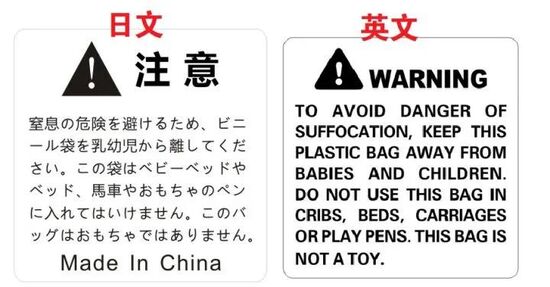 日文
注意
窒息の危険を避けるため、ビニ
ール袋を乳幼児から離してくだ
さい。この袋はベビーベッドや
ベッド、馬車やおもちゃのペン
に入れてはいけません。このバ
ッグはおもちゃではありません。
Made In China
英文
WARNING
TO AVOID DANGER OF
SUFFOCATION, KEEP THIS
PLASTIC BAG AWAY FROM
BABIES AND CHILDREN.
DO NOT USE THIS BAG IN
CRIBS, BEDS, CARRIAGES
OR PLAY PENS. THIS BAG IS
NOT A TOY.